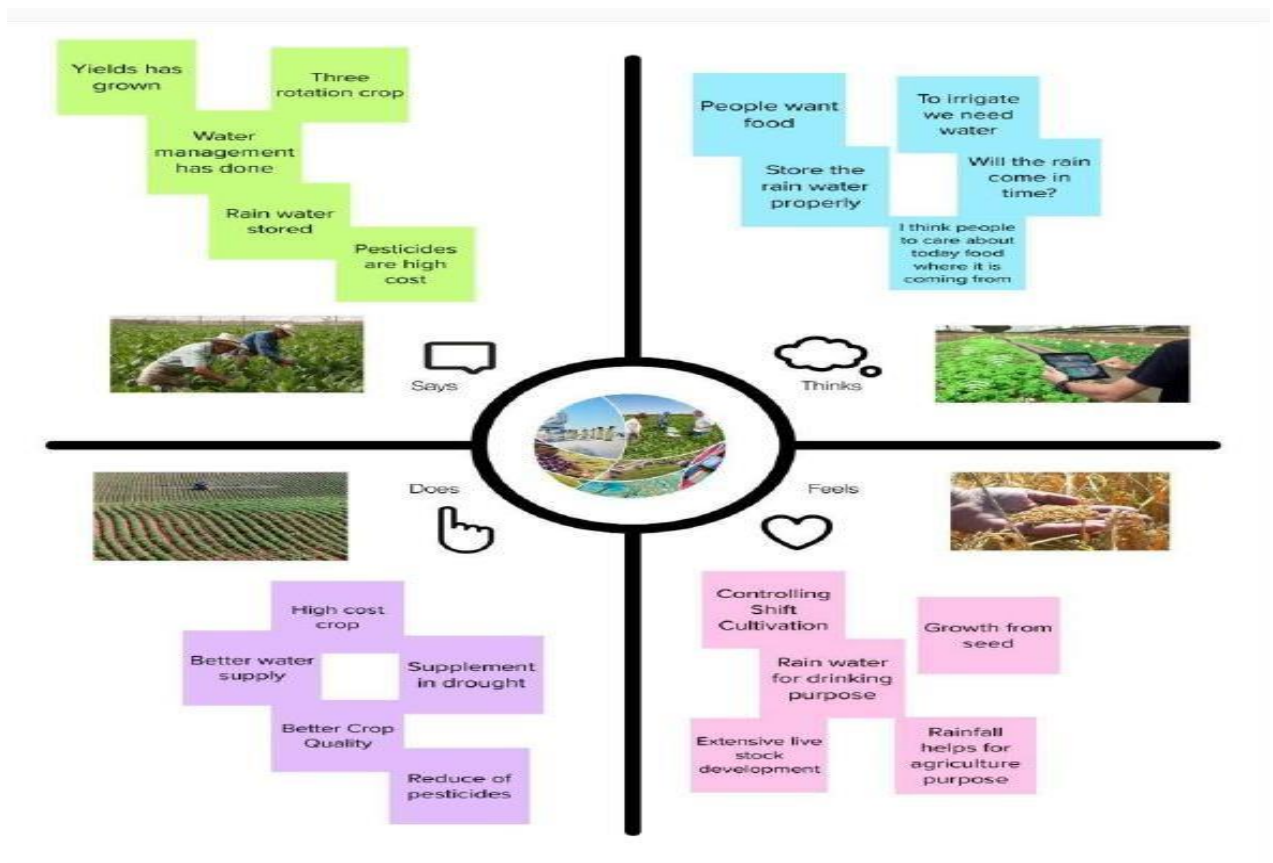 Yields has
grown
Three
rotation crop
Water
management
has done
Rain water
stored
Pesticides
are high
cost
Says
People want
food
To irrigate
we need
water
Store the
rain water
properly
Will the rain
come in
time?
I think people
to care about
today food
where it is
coming from
Thinks
Does
High cost
crop
Better water
supply
Supplement
in drought
Better Crop
Quality
Reduce of
pesticides
Feels
Controlling
Shift
Cultivation
Growth from
seed
Rain water
for drinking
purpose
Extensive live
stock
development
Rainfall
helps for
agriculture
purpose